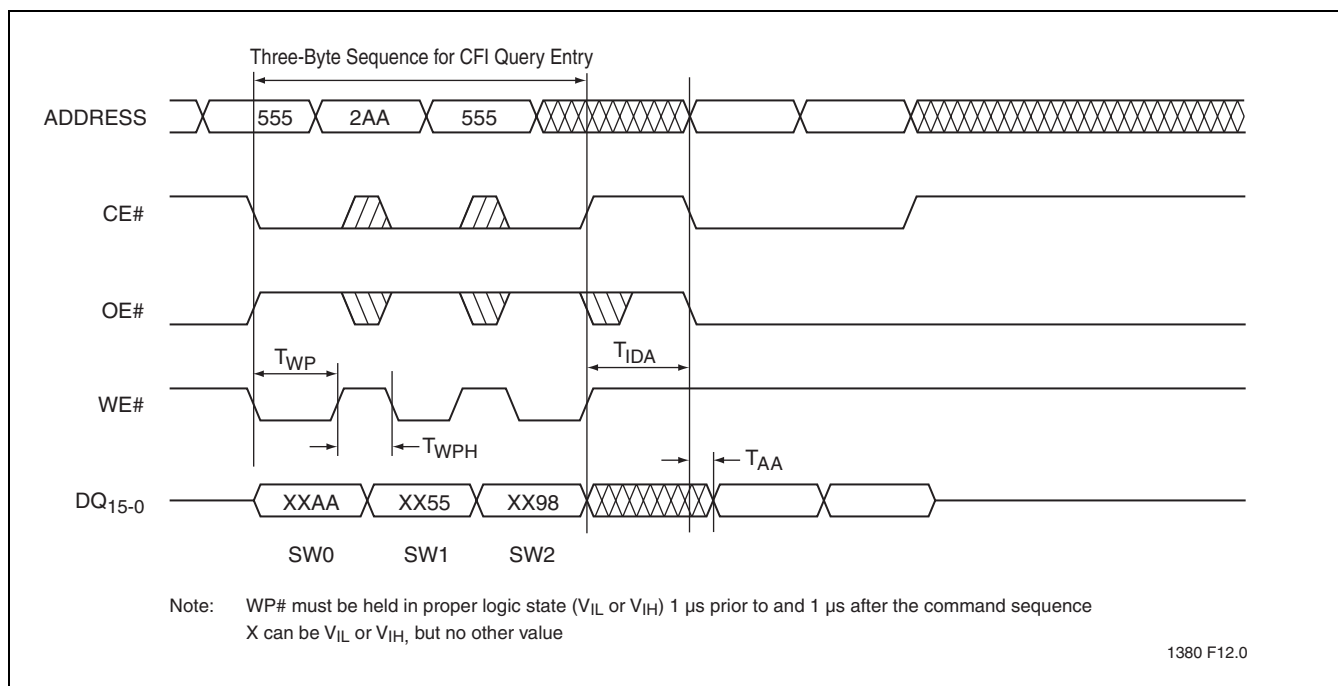 Three-Byte Sequence for CFI Query Entry
ADDRESS 555 2AA 555
CE#
OE#
TWP TIDA
WE#
TWPH TAA
DQ15-0 XXAA XX55 XX98
SW0 SW1 SW2
Note: WP# must be held in proper logic state (VIL or VIH) 1 µs prior to and 1 µs after the command sequence
X can be VIL or VIH, but no other value
1380 F12.0